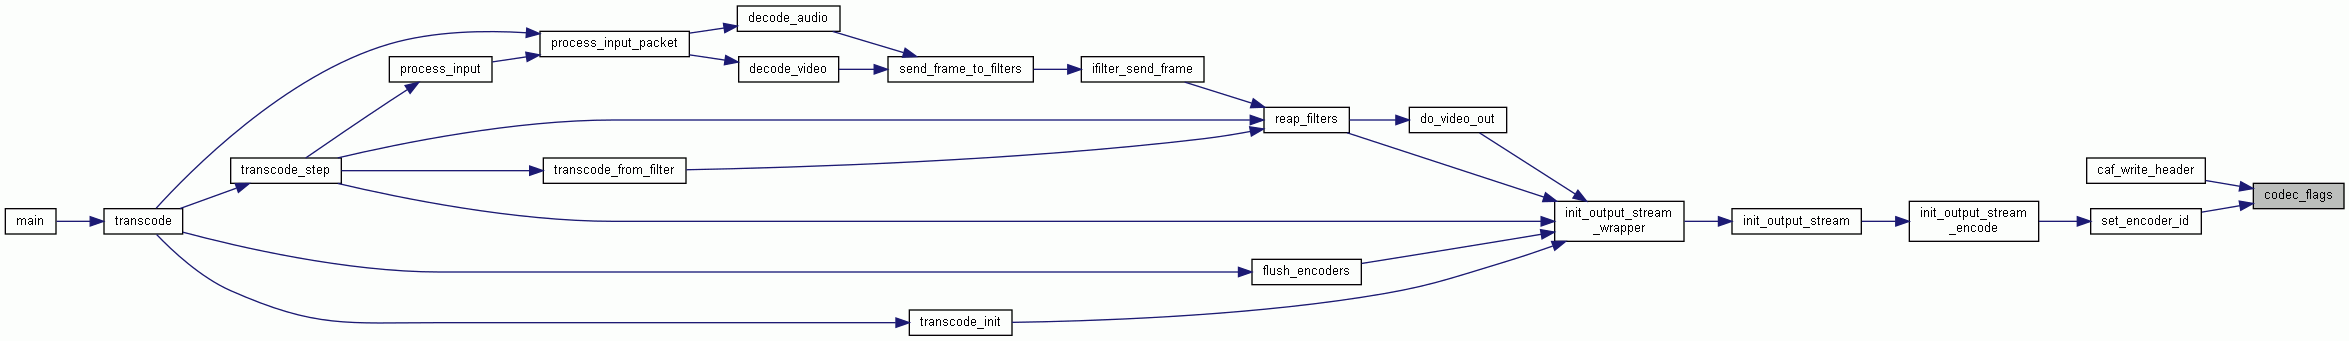 decode_audio
process_input_packet
process_input
decode_video
send_frame_to_filters
ifilter_send_frame
reap_filters
do_video_out
transcode_step
transcode_from_filter
caf_write_header
codec_flags
main
transcode
init_output_stream
_wrapper
init_output_stream
init_output_stream
_encode
set_encoder_id
flush_encoders
transcode_init